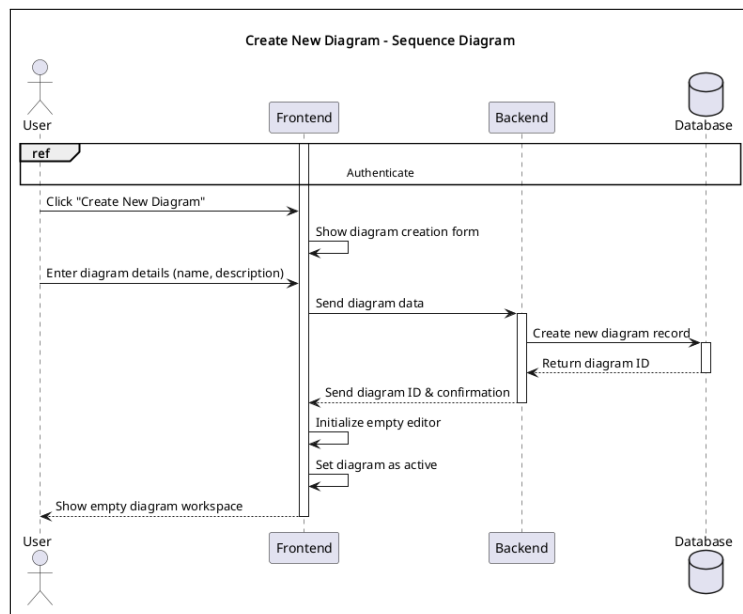 Create New Diagram - Sequence Diagram
User
Frontend
Backend
Database
ref
Authenticate
Click "Create New Diagram"
Show diagram creation form
Enter diagram details (name, description)
Send diagram data
Create new diagram record
Return diagram ID
Send diagram ID & confirmation
Initialize empty editor
Set diagram as active
Show empty diagram workspace
User
Frontend
Backend
Database